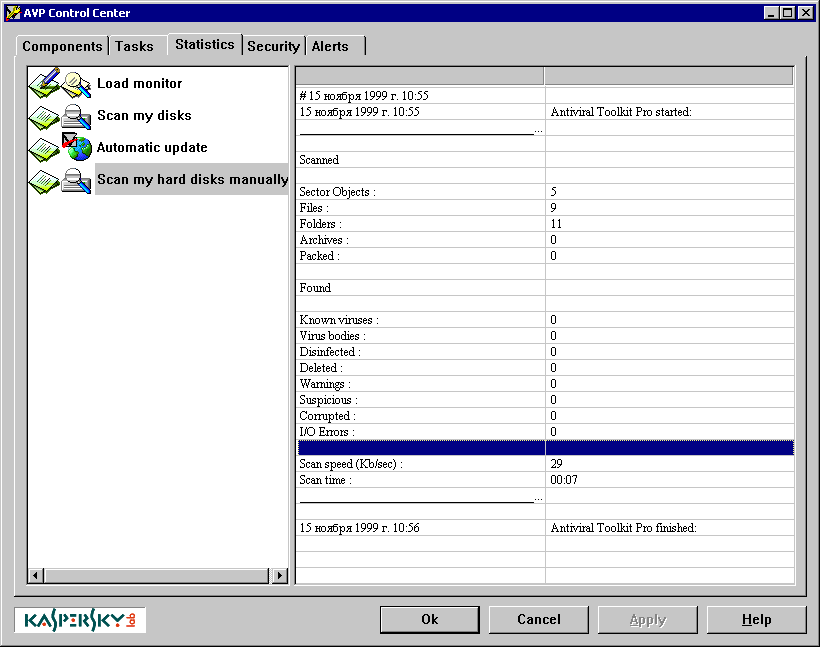 AVP Control Center
Components Tasks Statistics Security Alerts
Load monitor
Scan my disks
Automatic update
Scan my hard disks manually
# 15 ноября 1999 г. 10:55
15 ноября 1999 г. 10:55 Antiviral Toolkit Pro started:
...
Scanned
Sector Objects : 5
Files : 9
Folders : 11
Archives : 0
Packed : 0
Found
Known viruses : 0
Virus bodies : 0
Disinfected : 0
Deleted : 0
Warnings : 0
Suspicious : 0
Corrupted : 0
I/O Errors : 0
Scan speed (Kb/sec) : 29
Scan time : 00:07
...
15 ноября 1999 г. 10:56 Antiviral Toolkit Pro finished:
KASPERSKY lab
Ok Cancel Apply Help